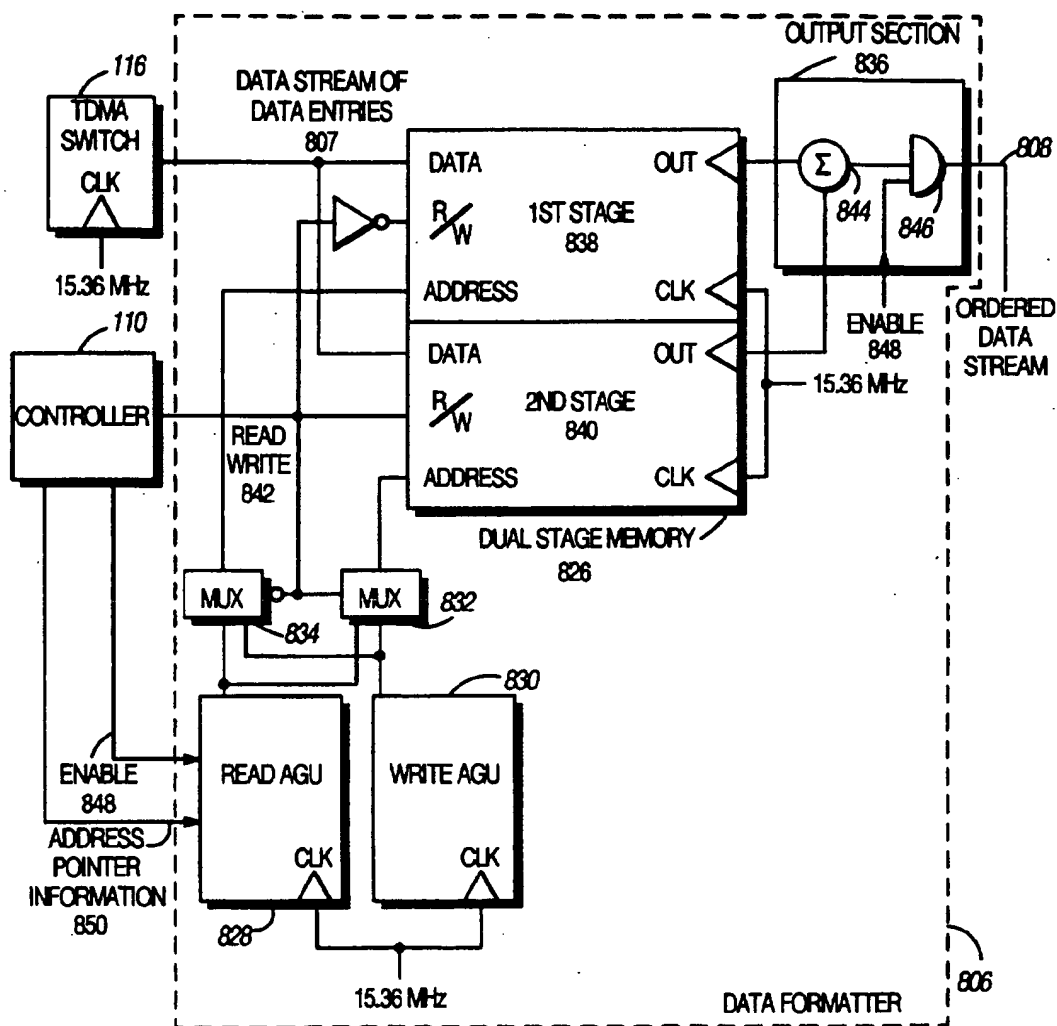 116
TDMA
SWITCH
CLK
15.36 MHz
110
CONTROLLER
DATA STREAM OF
DATA ENTRIES
807
READ
WRITE
842
DATA
R/W
ADDRESS
1ST STAGE
838
OUT
CLK
DATA
R/W
ADDRESS
2ND STAGE
840
OUT
CLK
DUAL STAGE MEMORY
826
15.36 MHz
OUTPUT SECTION
836
Σ
844
846
808
ENABLE
848
ORDERED
DATA
STREAM
MUX
834
MUX
832
830
READ AGU
CLK
828
WRITE AGU
CLK
15.36 MHz
ENABLE
848
ADDRESS
POINTER
INFORMATION
850
DATA FORMATTER
806